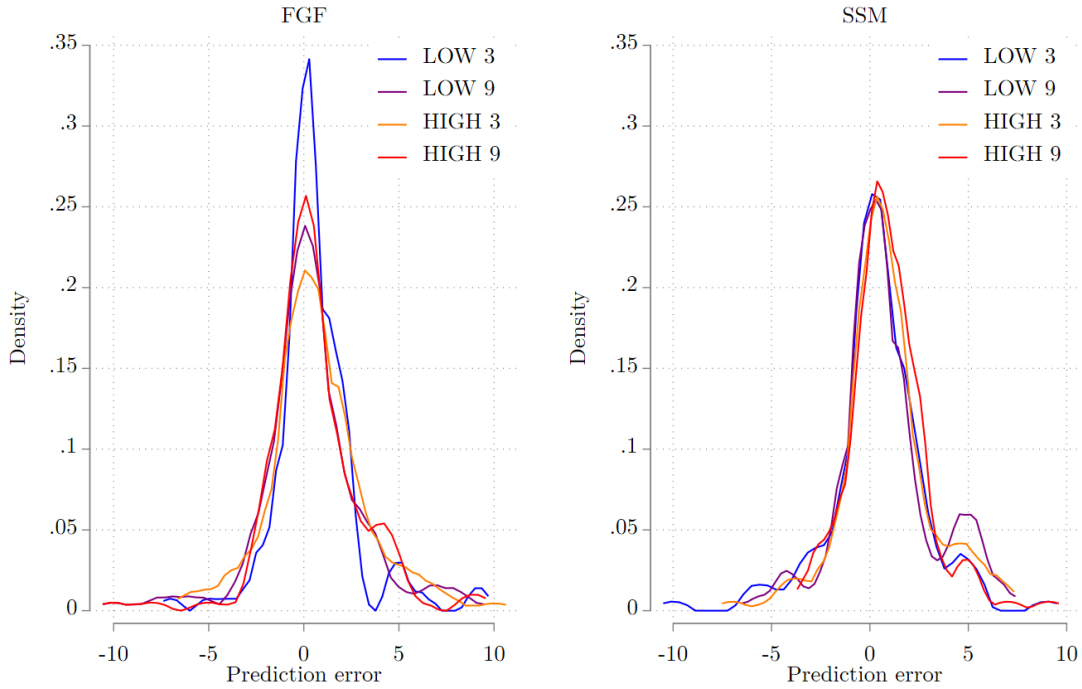 FGF
.35
.3
.25
.2
.15
.1
.05
0
Density
-10 -5 0 5 10
Prediction error
LOW 3
LOW 9
HIGH 3
HIGH 9
SSM
.35
.3
.25
.2
.15
.1
.05
0
Density
-10 -5 0 5 10
Prediction error
LOW 3
LOW 9
HIGH 3
HIGH 9